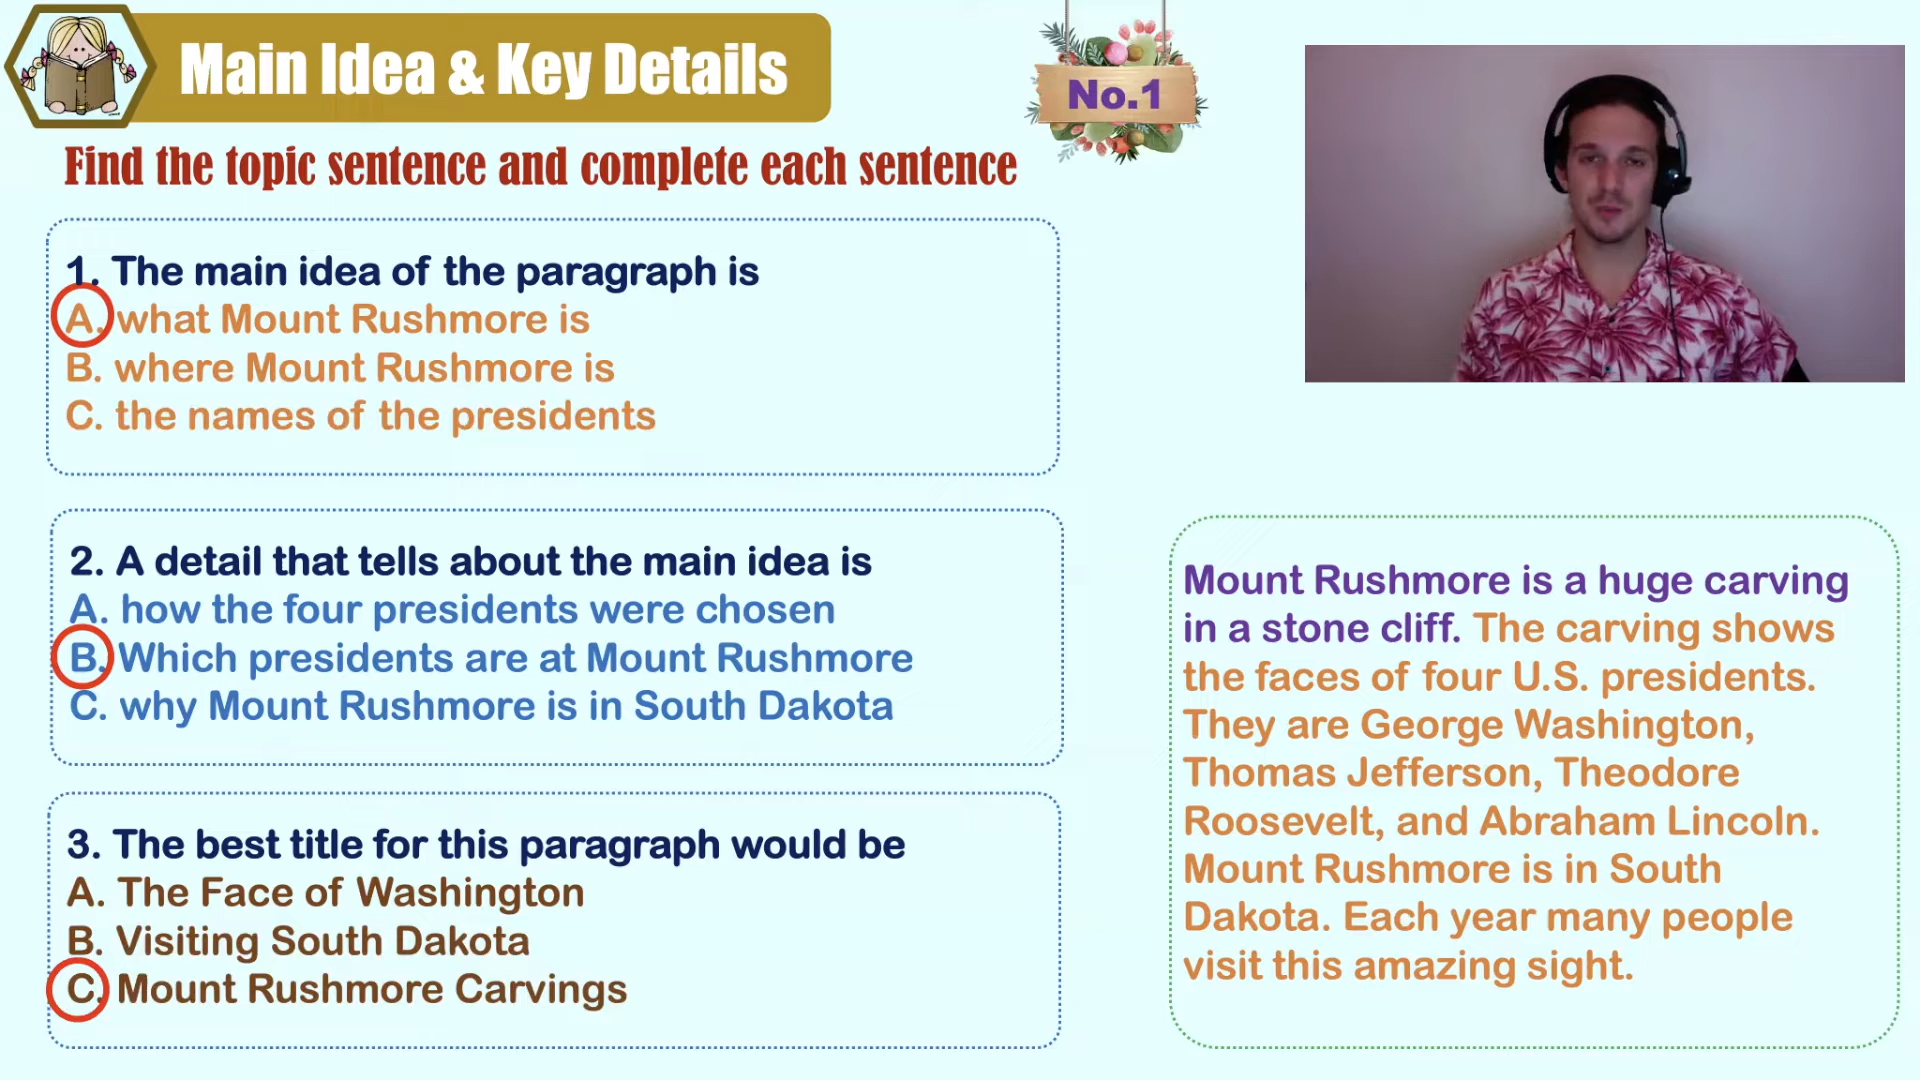 Main Idea & Key Details
No.1
Find the topic sentence and complete each sentence
1. The main idea of the paragraph is
A. what Mount Rushmore is
B. where Mount Rushmore is
C. the names of the presidents
2. A detail that tells about the main idea is
A. how the four presidents were chosen
B. Which presidents are at Mount Rushmore
C. why Mount Rushmore is in South Dakota
3. The best title for this paragraph would be
A. The Face of Washington
B. Visiting South Dakota
C. Mount Rushmore Carvings
Mount Rushmore is a huge carving
in a stone cliff. The carving shows
the faces of four U.S. presidents.
They are George Washington,
Thomas Jefferson, Theodore
Roosevelt, and Abraham Lincoln.
Mount Rushmore is in South
Dakota. Each year many people
visit this amazing sight.